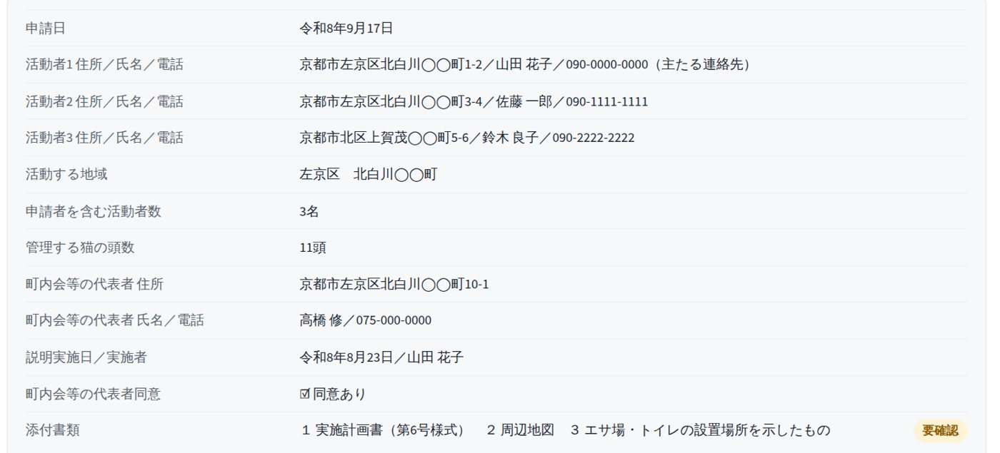 申請日 令和8年9月17日
活動者1 住所／氏名／電話 京都市左京区北白川◯◯町1-2／山田 花子／090-0000-0000（主たる連絡先）
活動者2 住所／氏名／電話 京都市左京区北白川◯◯町3-4／佐藤 一郎／090-1111-1111
活動者3 住所／氏名／電話 京都市北区上賀茂◯◯町5-6／鈴木 良子／090-2222-2222
活動する地域 左京区　北白川◯◯町
申請者を含む活動者数 3名
管理する猫の頭数 11頭
町内会等の代表者 住所 京都市左京区北白川◯◯町10-1
町内会等の代表者 氏名／電話 高橋 修／075-000-0000
説明実施日／実施者 令和8年8月23日／山田 花子
町内会等の代表者同意 ☑ 同意あり
添付書類 １ 実施計画書（第6号様式）　２ 周辺地図　３ エサ場・トイレの設置場所を示したもの 要確認